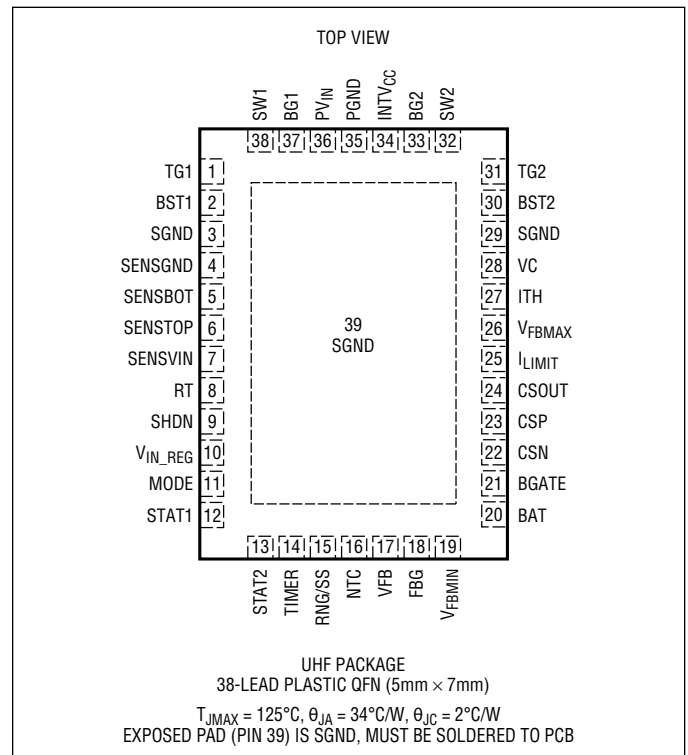 TOP VIEW
SW1
BG1
PVIN
PGND
INTVCC
BG2
SW2
38 37 36 35 34 33 32
TG1 1
BST1 2
SGND 3
SENSGND 4
SENSBOT 5
SENSTOP 6
SENSVIN 7
RT 8
SHDN 9
VIN_REG 10
MODE 11
STAT1 12
39
SGND
31 TG2
30 BST2
29 SGND
28 VC
27 ITH
26 VFBMAX
25 ILIMIT
24 CSOUT
23 CSP
22 CSN
21 BGATE
20 BAT
13 14 15 16 17 18 19
STAT2
TIMER
RNG/SS
NTC
VFB
FBG
VFBMIN
UHF PACKAGE
38-LEAD PLASTIC QFN (5mm × 7mm)
TJMAX = 125°C, θJA = 34°C/W, θJC = 2°C/W
EXPOSED PAD (PIN 39) IS SGND, MUST BE SOLDERED TO PCB